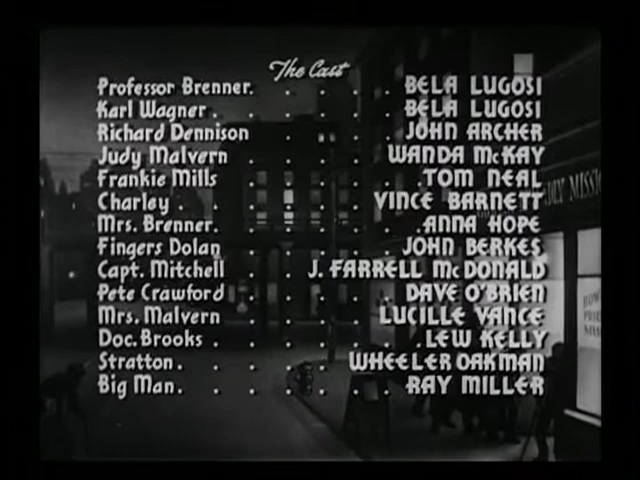 The Cast
Professor Brenner. . . . . BELA LUGOSI
Karl Wagner . . . . . . BELA LUGOSI
Richard Dennison . . . . JOHN ARCHER
Judy Malvern . . . . WANDA McKAY
Frankie Mills . . . . . TOM NEAL
Charley . . . . . VINCE BARNETT
Mrs. Brenner. . . . . . ANNA HOPE
Fingers Dolan . . . . JOHN BERKES
Capt. Mitchell . . J. FARRELL McDONALD
Pete Crawford . . . . DAVE O'BRIEN
Mrs. Malvern . . . . LUCILLE VANCE
Doc. Brooks . . . . . . LEW KELLY
Stratton . . . . . WHEELER OAKMAN
Big Man. . . . . . RAY MILLER
MISSION